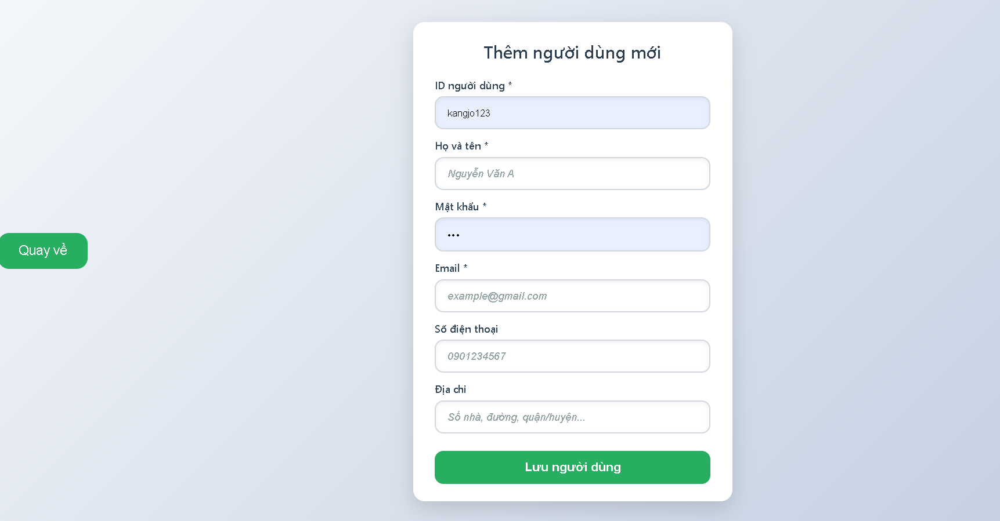 Thêm người dùng mới
ID người dùng *
kangjo123
Họ và tên *
Nguyễn Văn A
Mật khẩu *
•••
Quay về
Email *
example@gmail.com
Số điện thoại
0901234567
Địa chỉ
Số nhà, đường, quận/huyện...
Lưu người dùng